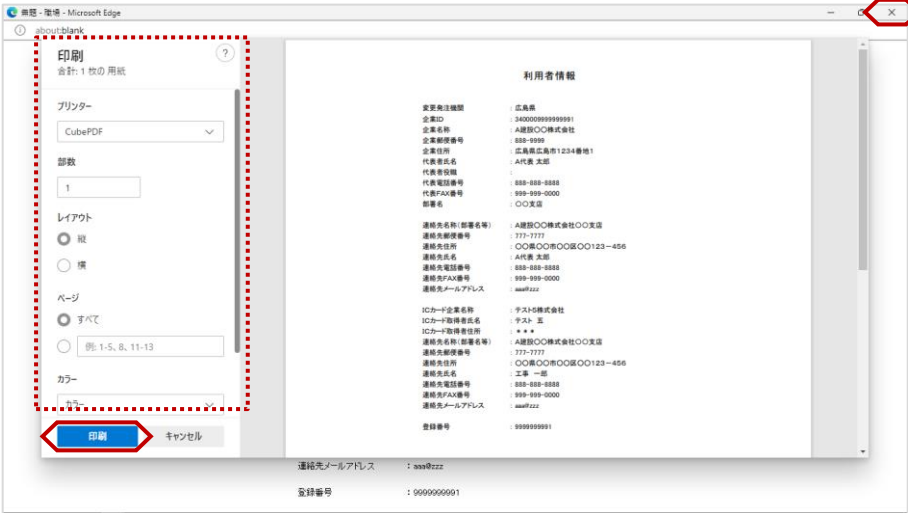 無題 - 職場 - Microsoft Edge
about:blank
印刷
合計: 1 枚の 用紙
?
プリンター
CubePDF
部数
1
レイアウト
縦
横
ページ
すべて
例: 1-5、8、11-13
カラー
カラー
印刷
キャンセル
利用者情報
変更発注機関 : 広島県
企業ID : 3400009999999991
企業名称 : A建設〇〇株式会社
企業郵便番号 : 888-9999
企業住所 : 広島県広島市1234番地1
代表者氏名 : A代表 太郎
代表者役職 :
代表電話番号 : 888-888-8888
代表FAX番号 : 999-999-0000
部署名 : 〇〇支店
連絡先名称(部署名等) : A建設〇〇株式会社〇〇支店
連絡先郵便番号 : 777-7777
連絡先住所 : 〇〇県〇〇市〇〇区〇〇123-456
連絡先氏名 : A代表 太郎
連絡先電話番号 : 888-888-8888
連絡先FAX番号 : 999-999-0000
連絡先メールアドレス : aaa@zzz
ICカード企業名称 : テスト5株式会社
ICカード取得者氏名 : テスト 五
ICカード取得者住所 : * * *
連絡先名称(部署名等) : A建設〇〇株式会社〇〇支店
連絡先郵便番号 : 777-7777
連絡先住所 : 〇〇県〇〇市〇〇区〇〇123-456
連絡先氏名 : 工事 一郎
連絡先電話番号 : 888-888-8888
連絡先FAX番号 : 999-999-0000
連絡先メールアドレス : aaa@zzz
登録番号 : 9999999991
連絡先メールアドレス : aaa@zzz
登録番号 : 9999999991